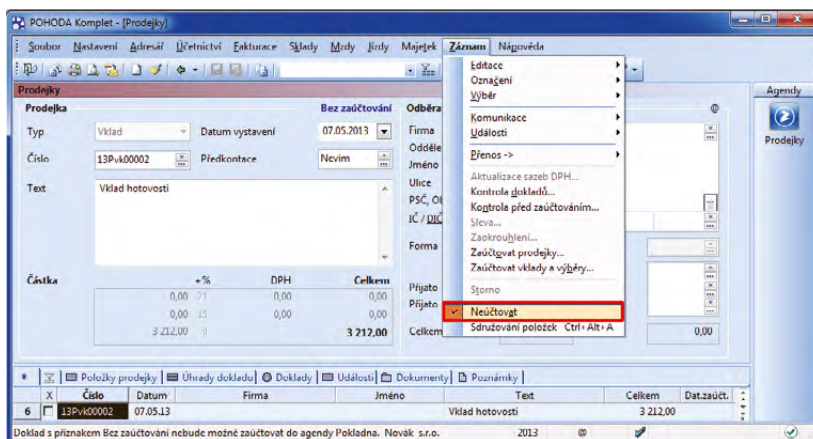 POHODA Komplet - [Prodejky]
Soubor Nastavení Adresář Účetnictví Fakturace Sklady Mzdy Jízdy Majetek Záznam Nápověda
Prodejky
Agendy
Prodejka Bez zaúčtování Odběra @
Typ Vklad Datum vystavení 07.05.2013 Firma
Odděle
Číslo 13Pvk00002 Předkontace Nevím Jméno
Text Vklad hotovosti Ulice
PSČ, O
IČ / DIČ
Forma
Částka +% DPH Celkem
0,00 21 0,00 0,00 Přijato
0,00 15 0,00 0,00 Přijato
3 212,00 0 3 212,00 Celkem 0,00
Editace
Označení
Výběr
Komunikace
Události
Přenos ->
Aktualizace sazeb DPH...
Kontrola dokladů...
Kontrola před zaúčtováním...
Sleva...
Zaokrouhlení...
Zaúčtovat prodejky...
Zaúčtovat vklady a výběry...
Storno
Neúčtovat
Sdružování položek Ctrl+Alt+A
Prodejky
Položky prodejky Úhrady dokladu Doklady Události Dokumenty Poznámky
X Číslo Datum Firma Jméno Text Celkem Dat.zaúčt.
6 13Pvk00002 07.05.13 Vklad hotovosti 3 212,00
Doklad s příznakem Bez zaúčtování nebude možné zaúčtovat do agendy Pokladna. Novák s.r.o. 2013 @